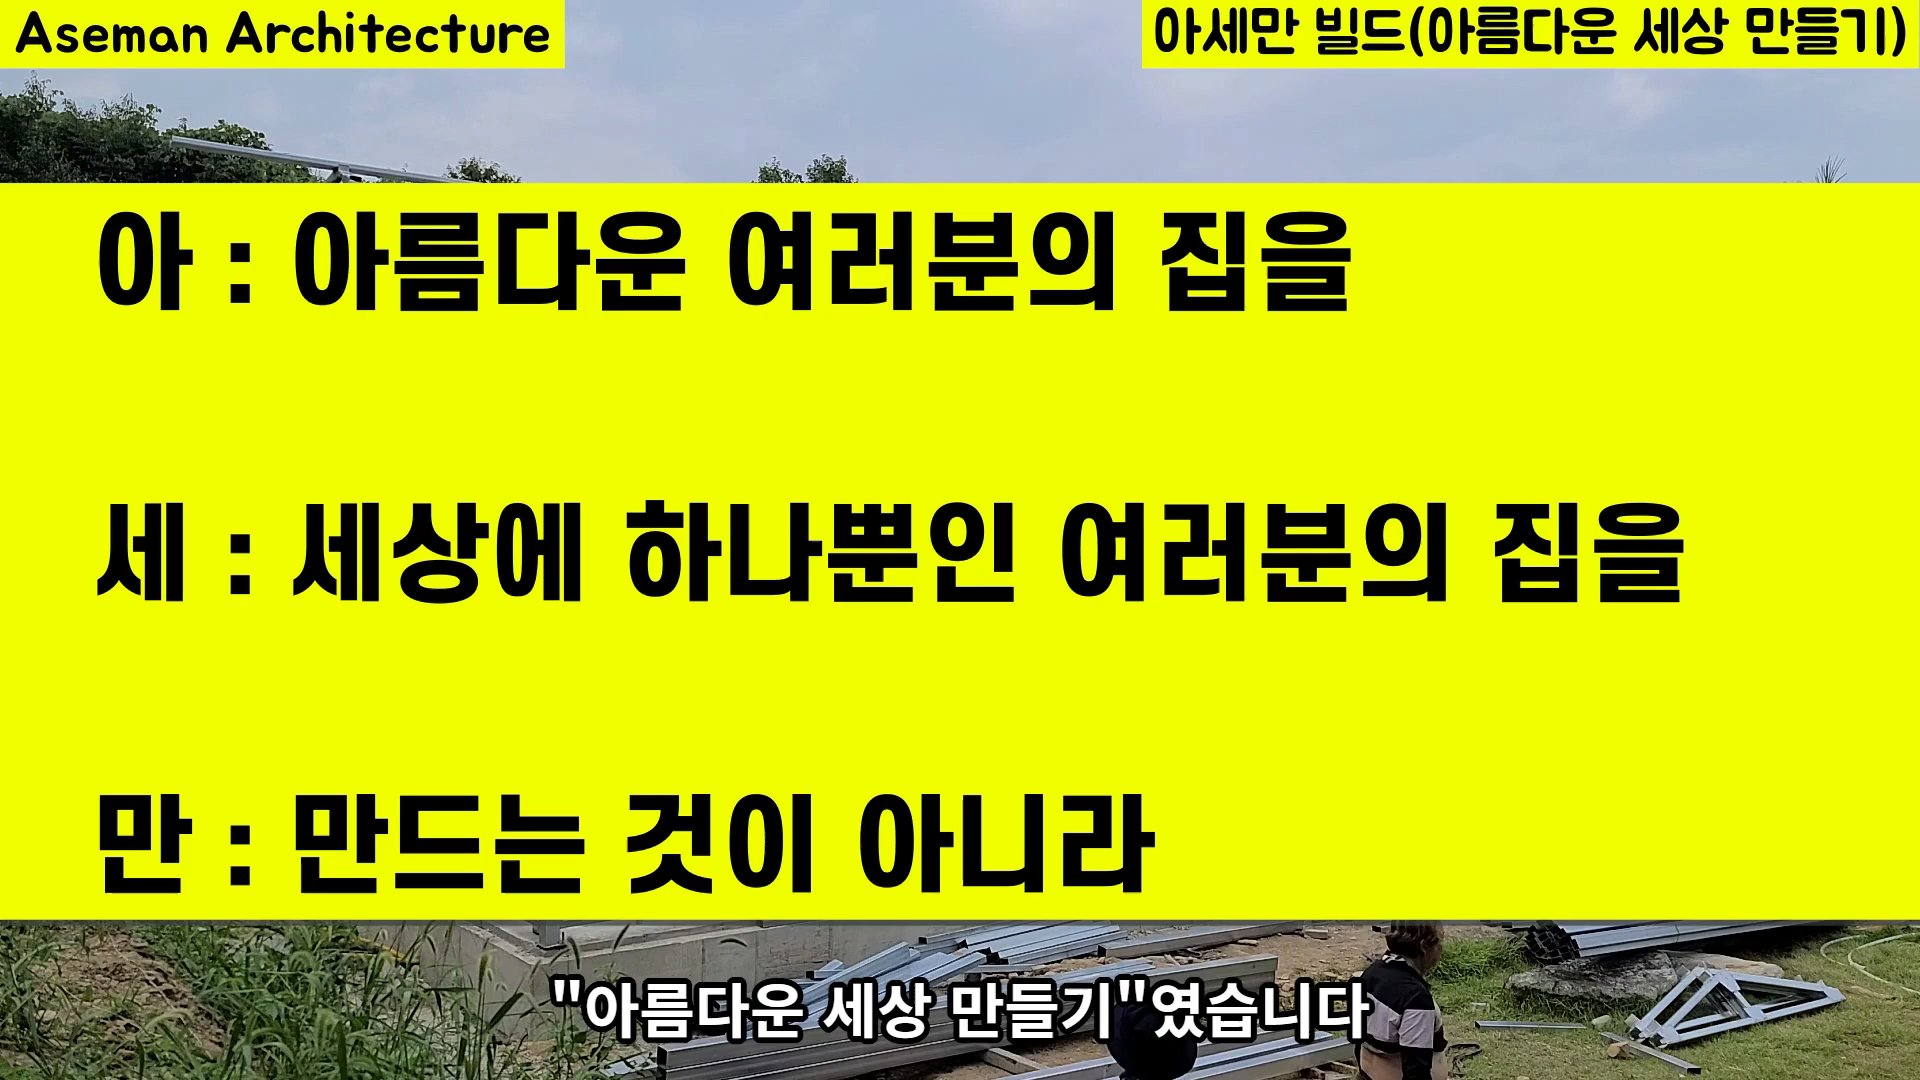 Aseman Architecture
아세만 빌드(아름다운 세상 만들기)
아 : 아름다운 여러분의 집을
세 : 세상에 하나뿐인 여러분의 집을
만 : 만드는 것이 아니라
"아름다운 세상 만들기"였습니다